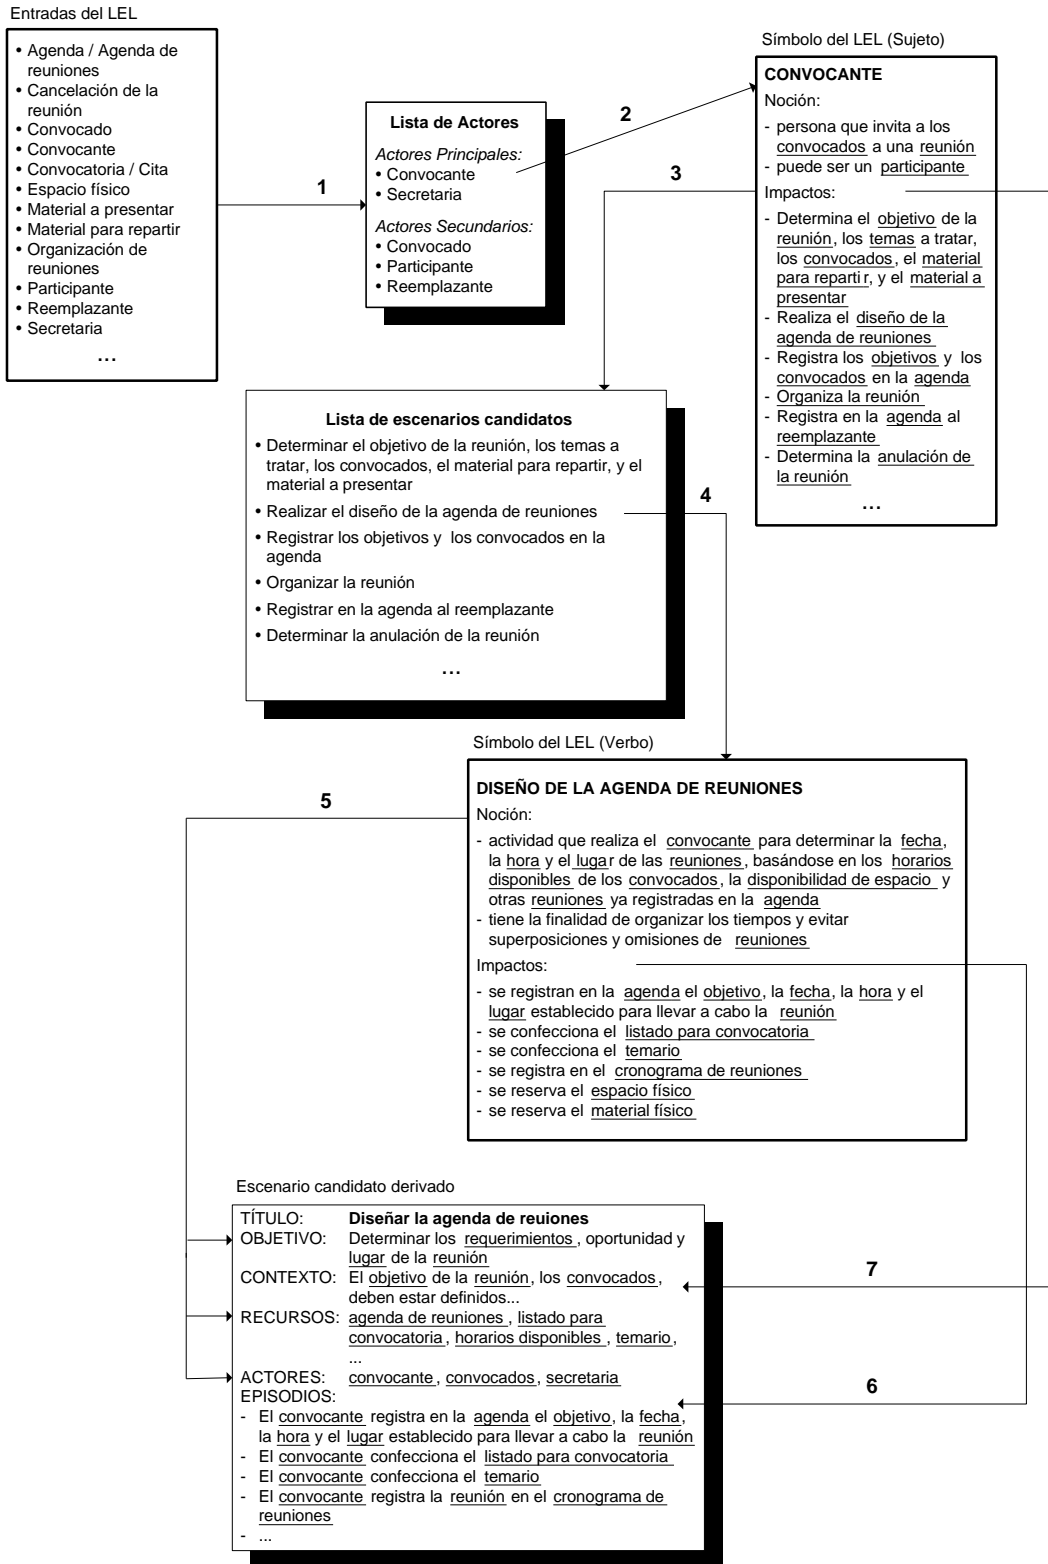 Entradas del LEL
• Agenda / Agenda de
reuniones
• Cancelación de la
reunión
• Convocado
• Convocante
• Convocatoria / Cita
• Espacio físico
• Material a presentar
• Material para repartir
• Organización de
reuniones
• Participante
• Reemplazante
• Secretaria
...
1
Lista de Actores
Actores Principales:
• Convocante
• Secretaria
Actores Secundarios:
• Convocado
• Participante
• Reemplazante
2
Símbolo del LEL (Sujeto)
CONVOCANTE
Noción:
- persona que invita a los
convocados a una reunión
- puede ser un participante
Impactos:
- Determina el objetivo de la
reunión, los temas a tratar,
los convocados, el material
para repartir, y el material a
presentar
- Realiza el diseño de la
agenda de reuniones
- Registra los objetivos y los
convocados en la agenda
- Organiza la reunión
- Registra en la agenda al
reemplazante
- Determina la anulación de
la reunión
...
3
Lista de escenarios candidatos
• Determinar el objetivo de la reunión, los temas a
tratar, los convocados, el material para repartir, y el
material a presentar
• Realizar el diseño de la agenda de reuniones
• Registrar los objetivos y los convocados en la
agenda
• Organizar la reunión
• Registrar en la agenda al reemplazante
• Determinar la anulación de la reunión
...
4
Símbolo del LEL (Verbo)
DISEÑO DE LA AGENDA DE REUNIONES
Noción:
- actividad que realiza el convocante para determinar la fecha,
la hora y el lugar de las reuniones, basándose en los horarios
disponibles de los convocados, la disponibilidad de espacio y
otras reuniones ya registradas en la agenda
- tiene la finalidad de organizar los tiempos y evitar
superposiciones y omisiones de reuniones
Impactos:
- se registran en la agenda el objetivo, la fecha, la hora y el
lugar establecido para llevar a cabo la reunión
- se confecciona el listado para convocatoria
- se confecciona el temario
- se registra en el cronograma de reuniones
- se reserva el espacio físico
- se reserva el material físico
5
Escenario candidato derivado
TÍTULO: Diseñar la agenda de reuiones
OBJETIVO: Determinar los requerimientos, oportunidad y
lugar de la reunión
CONTEXTO: El objetivo de la reunión, los convocados,
deben estar definidos...
RECURSOS: agenda de reuniones, listado para
convocatoria, horarios disponibles, temario,
...
ACTORES: convocante, convocados, secretaria
EPISODIOS:
- El convocante registra en la agenda el objetivo, la fecha,
la hora y el lugar establecido para llevar a cabo la reunión
- El convocante confecciona el listado para convocatoria
- El convocante confecciona el temario
- El convocante registra la reunión en el cronograma de
reuniones
- ...
7
6